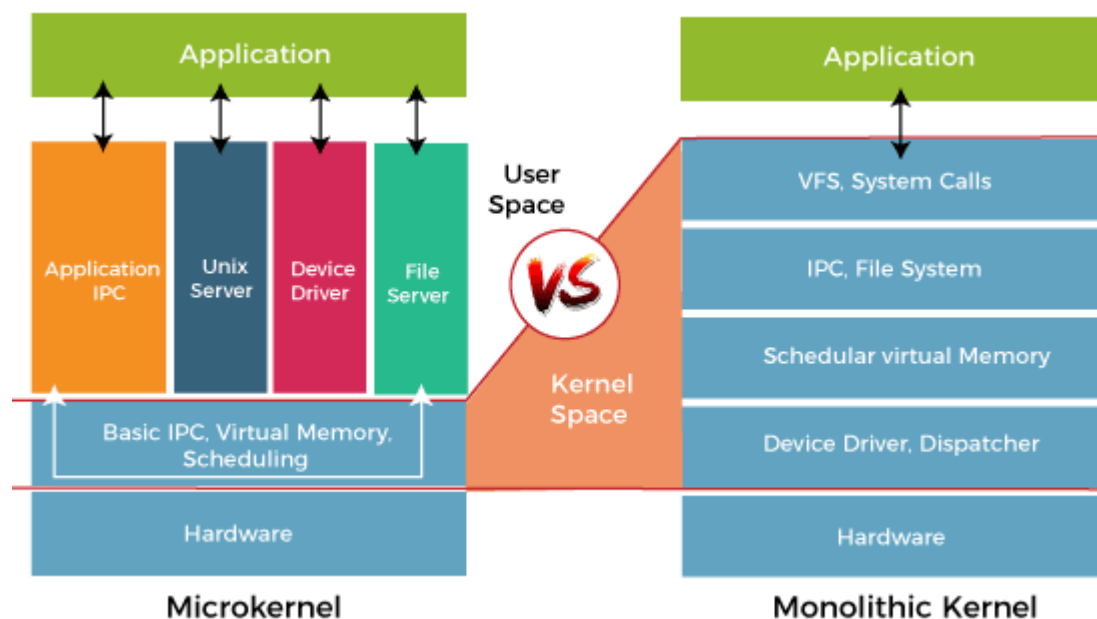 Application
Application
IPC
Unix
Server
Device
Driver
File
Server
Basic IPC, Virtual Memory,
Scheduling
Hardware
Microkernel
User
Space
VS
Kernel
Space
Application
VFS, System Calls
IPC, File System
Schedular virtual Memory
Device Driver, Dispatcher
Hardware
Monolithic Kernel